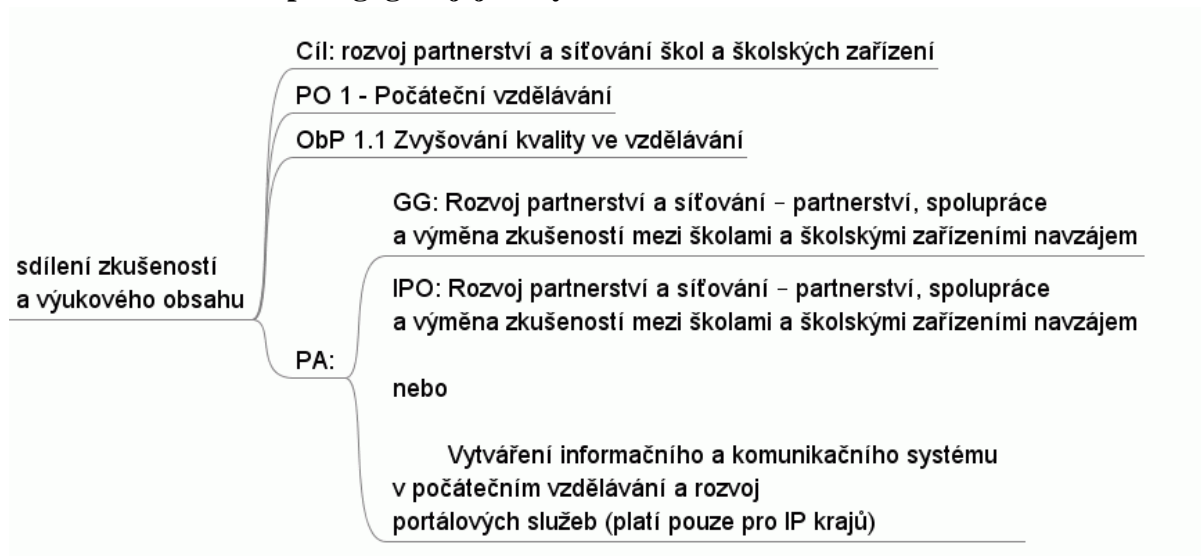 Cíl: rozvoj partnerství a síťování škol a školských zařízení
PO 1 - Počáteční vzdělávání
ObP 1.1 Zvyšování kvality ve vzdělávání
GG: Rozvoj partnerství a síťování – partnerství, spolupráce
a výměna zkušeností mezi školami a školskými zařízeními navzájem
sdílení zkušeností
a výukového obsahu
IPO: Rozvoj partnerství a síťování – partnerství, spolupráce
a výměna zkušeností mezi školami a školskými zařízeními navzájem
PA:
nebo
Vytváření informačního a komunikačního systému
v počátečním vzdělávání a rozvoj
portálových služeb (platí pouze pro IP krajů)